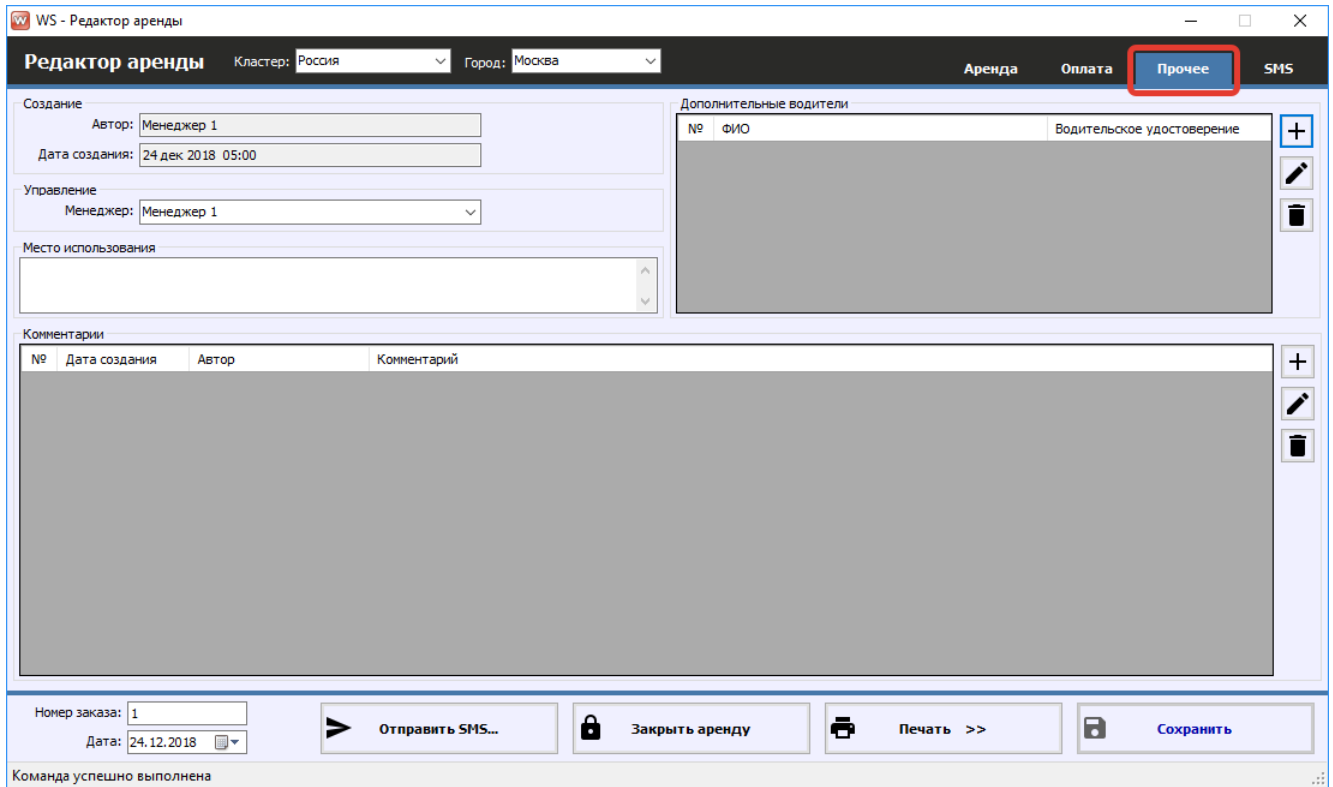 WS - Редактор аренды
Редактор аренды Кластер: Россия Город: Москва Аренда Оплата Прочее SMS
Создание
Автор: Менеджер 1
Дата создания: 24 дек 2018 05:00
Управление
Менеджер: Менеджер 1
Место использования
Дополнительные водители
№ ФИО Водительское удостоверение
Комментарии
№ Дата создания Автор Комментарий
Номер заказа: 1
Дата: 24.12.2018
Отправить SMS...
Закрыть аренду
Печать >>
Сохранить
Команда успешно выполнена